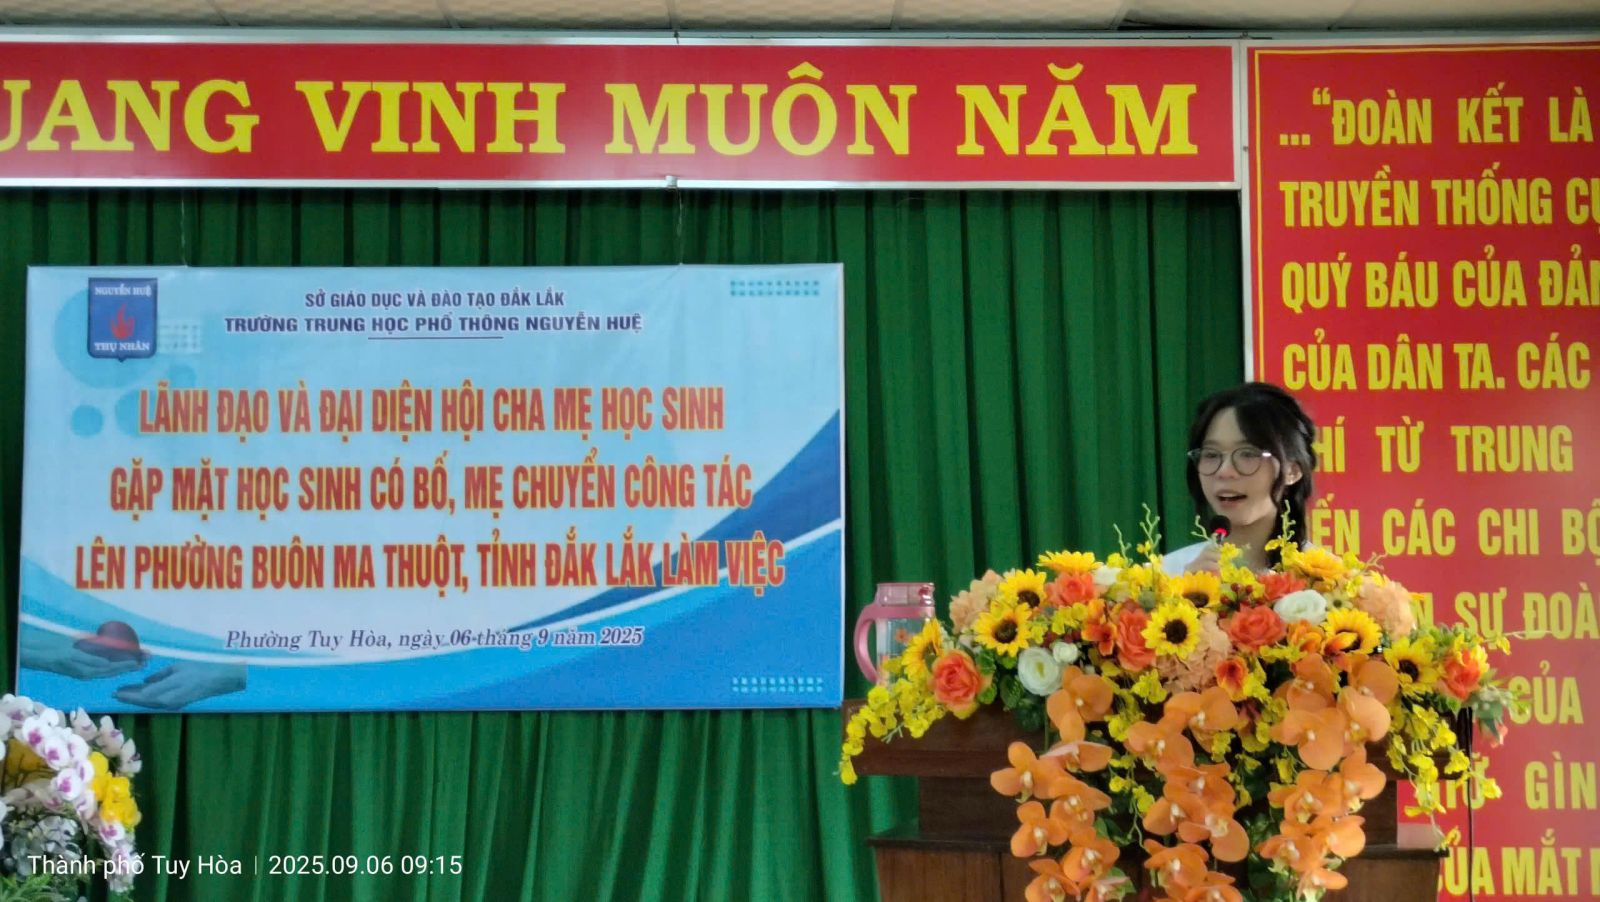 UANG VINH MUÔN NĂM
..."ĐOÀN KẾT LÀ
TRUYỀN THỐNG CỰ
QUÝ BÁU CỦA ĐẢN
CỦA DÂN TA. CÁC
HÍ TỪ TRUNG
ẾN CÁC CHI BỘ
SỰ ĐOÀ
CỦA
GÌN
CỦA MẮT
NGUYỄN HUỆ
THỤ NHÂN
SỞ GIÁO DỤC VÀ ĐÀO TẠO ĐẮK LẮK
TRƯỜNG TRUNG HỌC PHỔ THÔNG NGUYỄN HUỆ
LÃNH ĐẠO VÀ ĐẠI DIỆN HỘI CHA MẸ HỌC SINH
GẶP MẶT HỌC SINH CÓ BỐ, MẸ CHUYỂN CÔNG TÁC
LÊN PHƯỜNG BUÔN MA THUỘT, TỈNH ĐẮK LẮK LÀM VIỆC
Phường Tuy Hòa, ngày 06 tháng 9 năm 2025
Thành phố Tuy Hòa | 2025.09.06 09:15